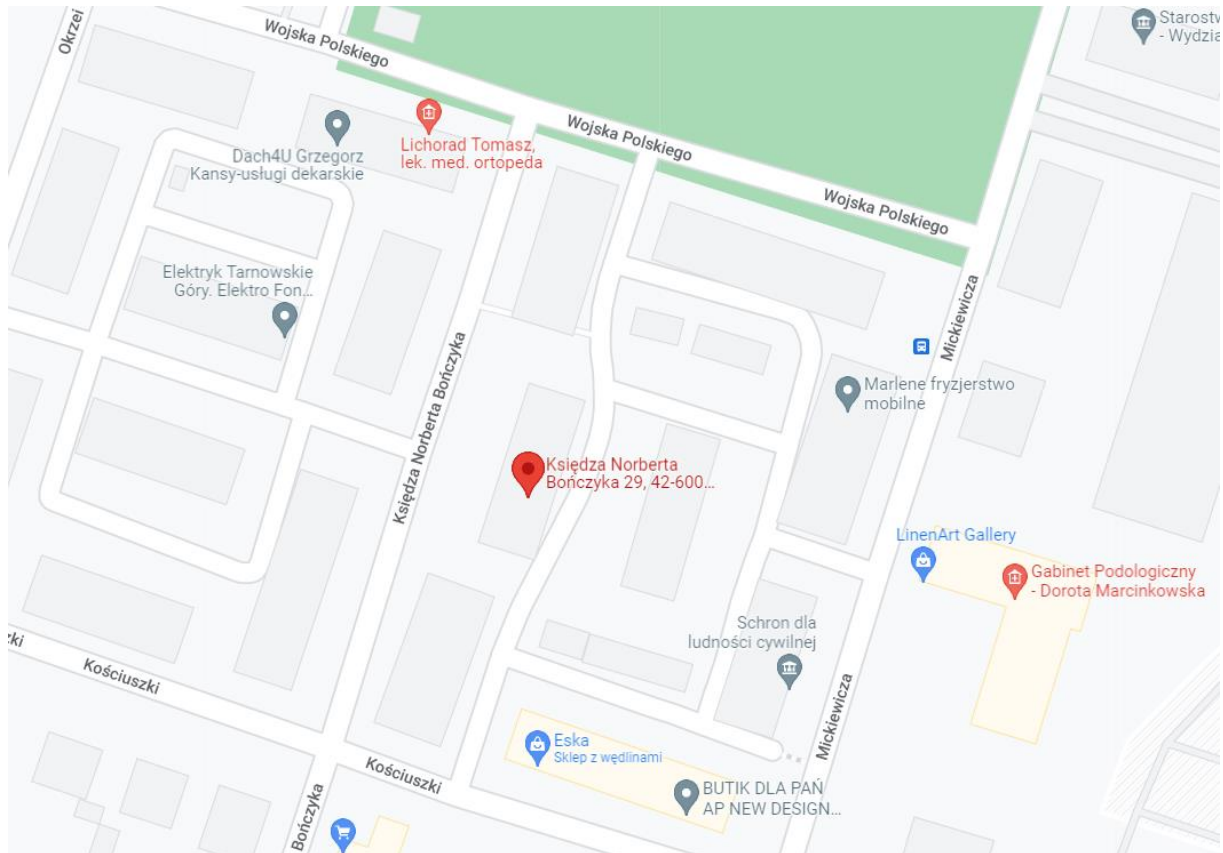 Okrzei
Wojska Polskiego
Starostw
- Wydzia
Dach4U Grzegorz
Kansy-usługi dekarskie
Lichorad Tomasz,
lek. med. ortopeda
Wojska Polskiego
Wojska Polskiego
Elektryk Tarnowskie
Góry. Elektro Fon...
Księdza Norberta Bończyka
Mickiewicza
Marlene fryzjerstwo
mobilne
Księdza Norberta
Bończyka 29, 42-600...
LinenArt Gallery
Gabinet Podologiczny
- Dorota Marcinkowska
Schron dla
ludności cywilnej
zki
Kościuszki
Mickiewicza
Eska
Sklep z wędlinami
Kościuszki
BUTIK DLA PAŃ
AP NEW DESIGN...
Bończyka